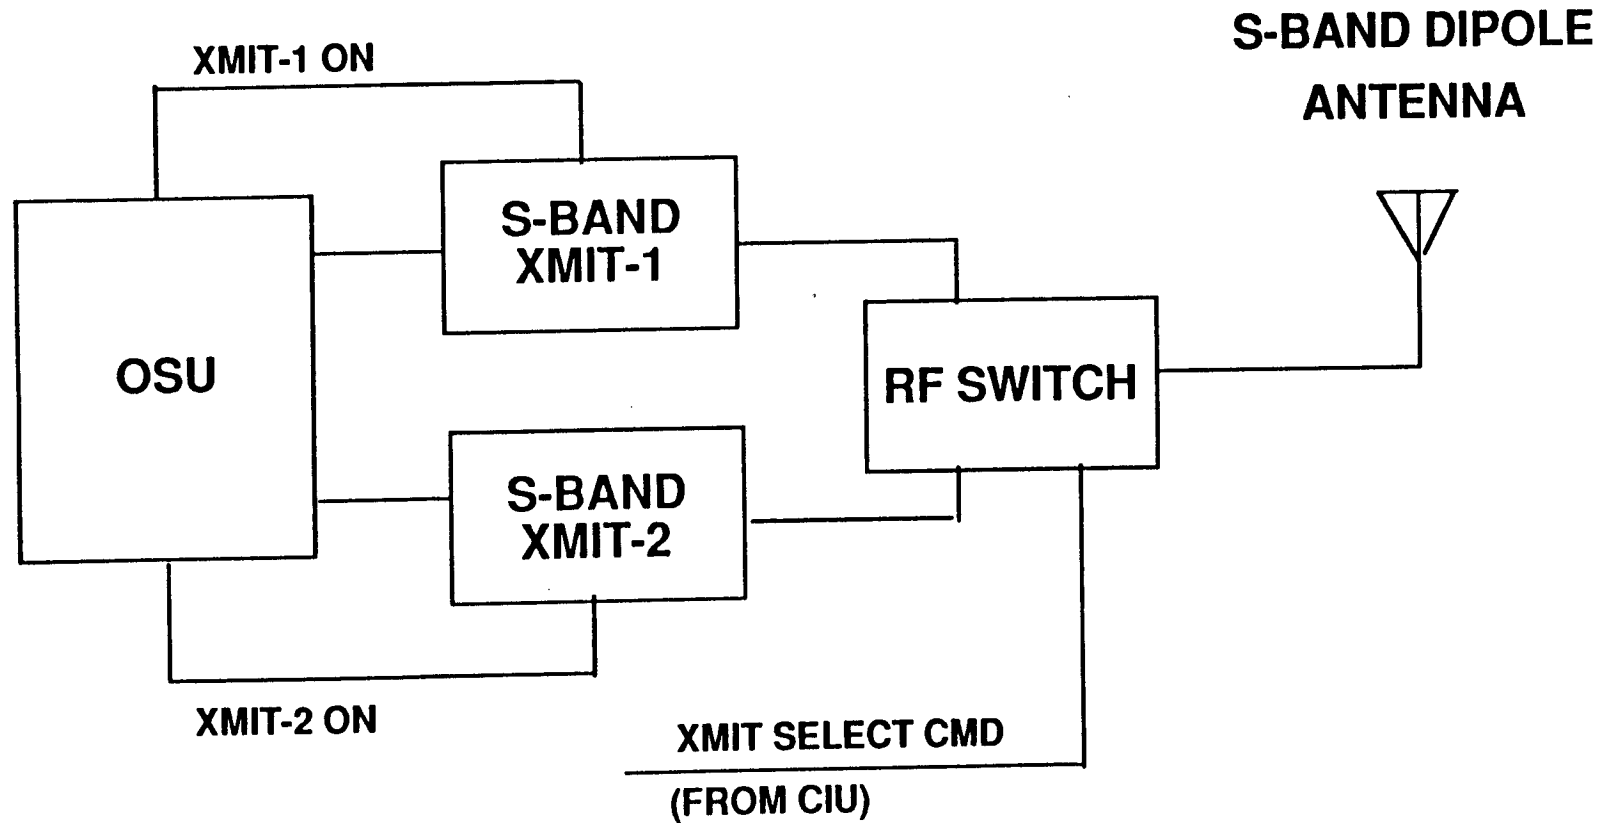 S-BAND DIPOLE
ANTENNA
XMIT-1 ON
S-BAND
XMIT-1
OSU
RF SWITCH
S-BAND
XMIT-2
XMIT-2 ON
XMIT SELECT CMD
(FROM CIU)